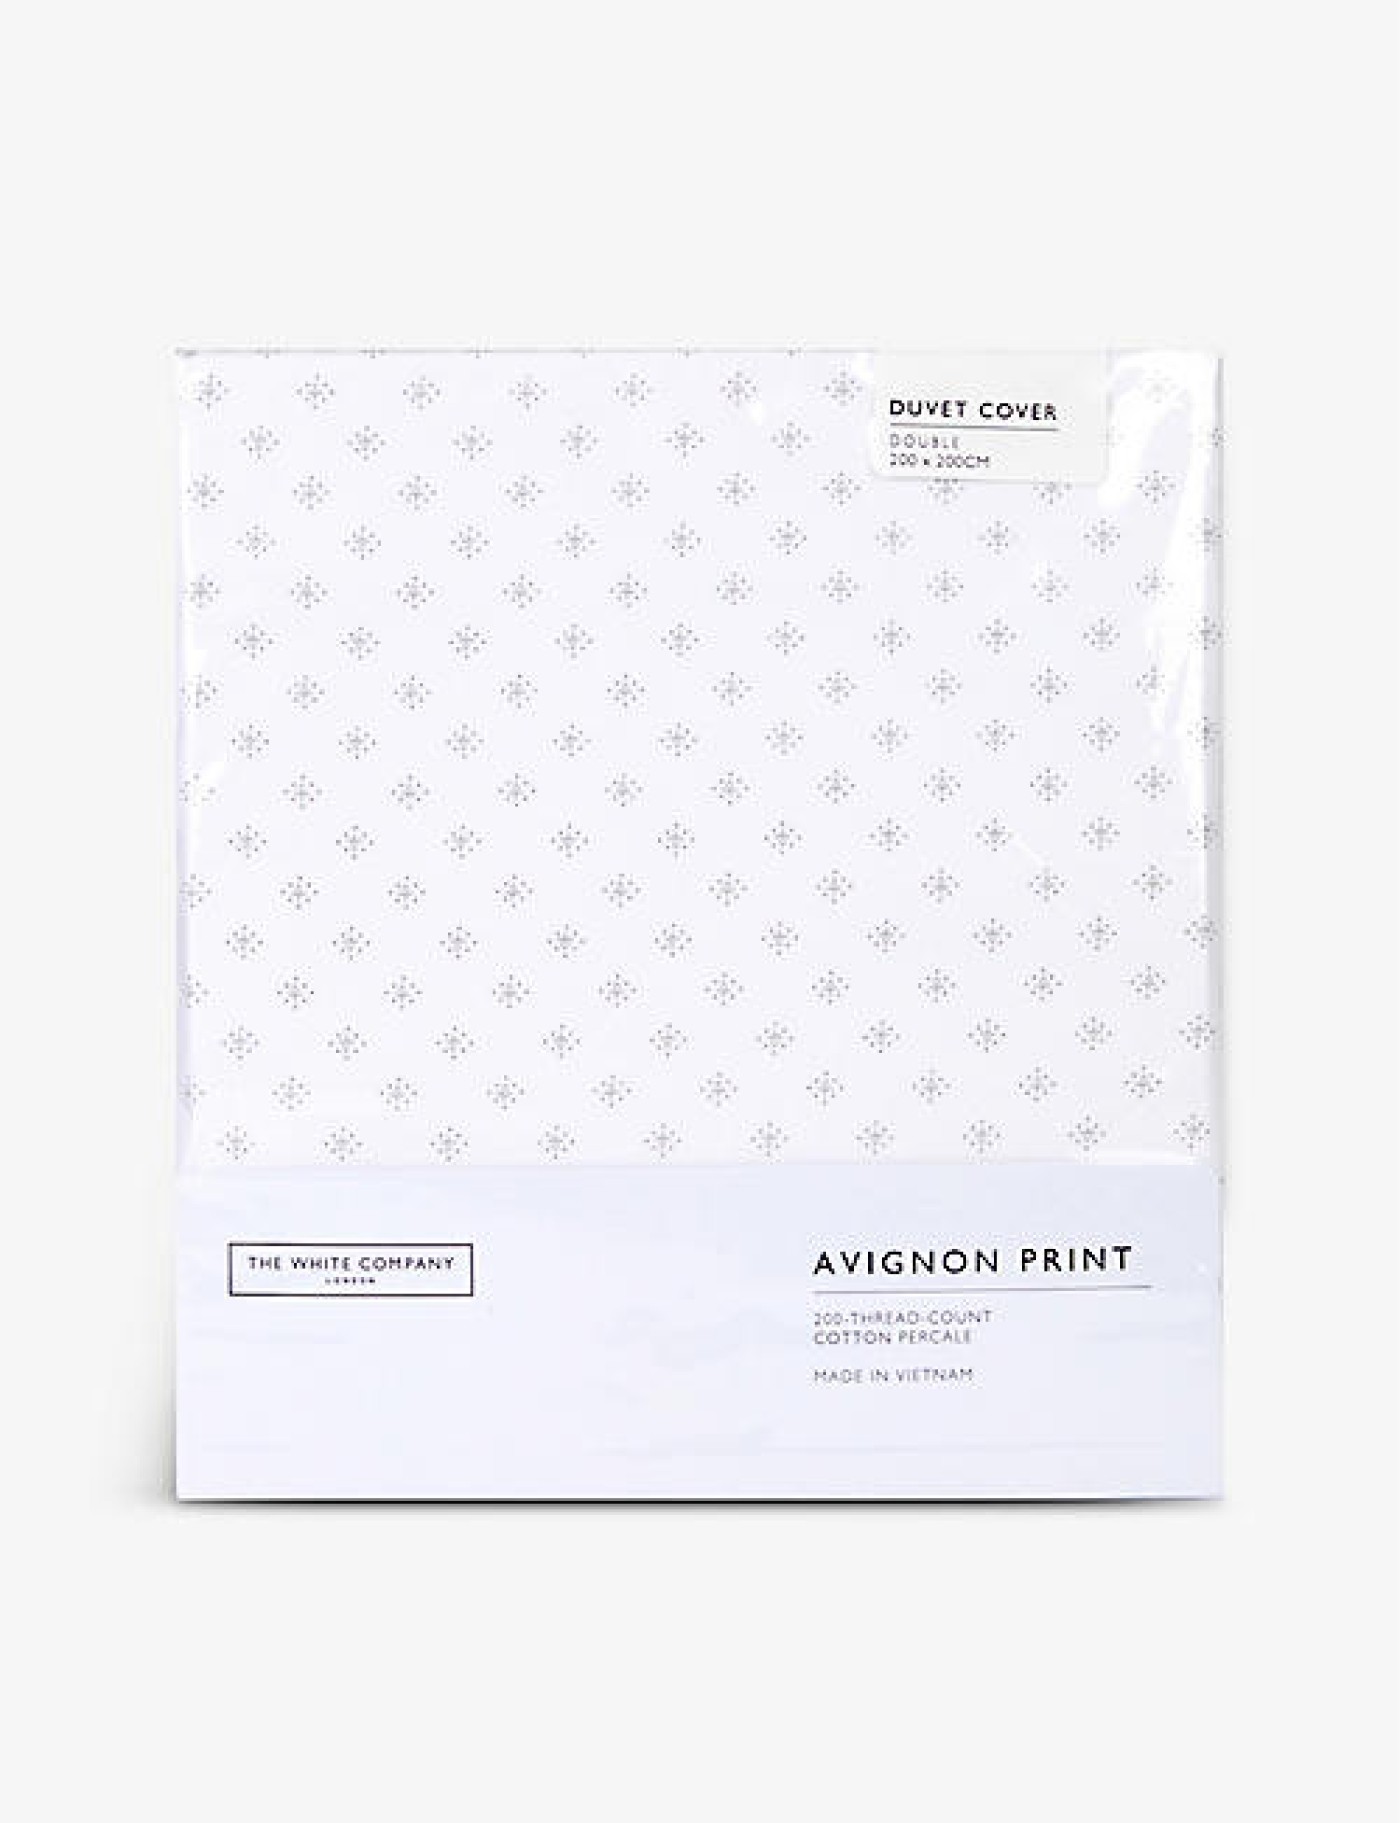 DUVET COVER
DOUBLE
200 x 200CM
THE WHITE COMPANY
LONDON
AVIGNON PRINT
200-THREAD-COUNT
COTTON PERCALE
MADE IN VIETNAM